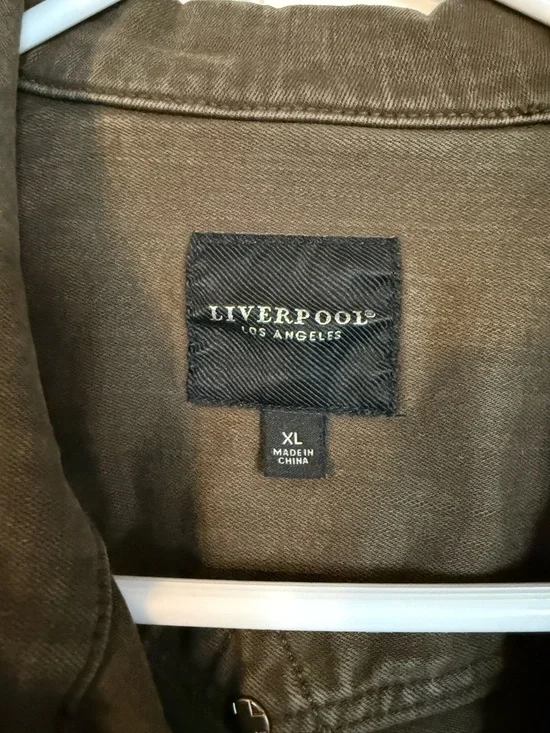 LIVERPOOL®
LOS ANGELES
XL
MADE IN
CHINA